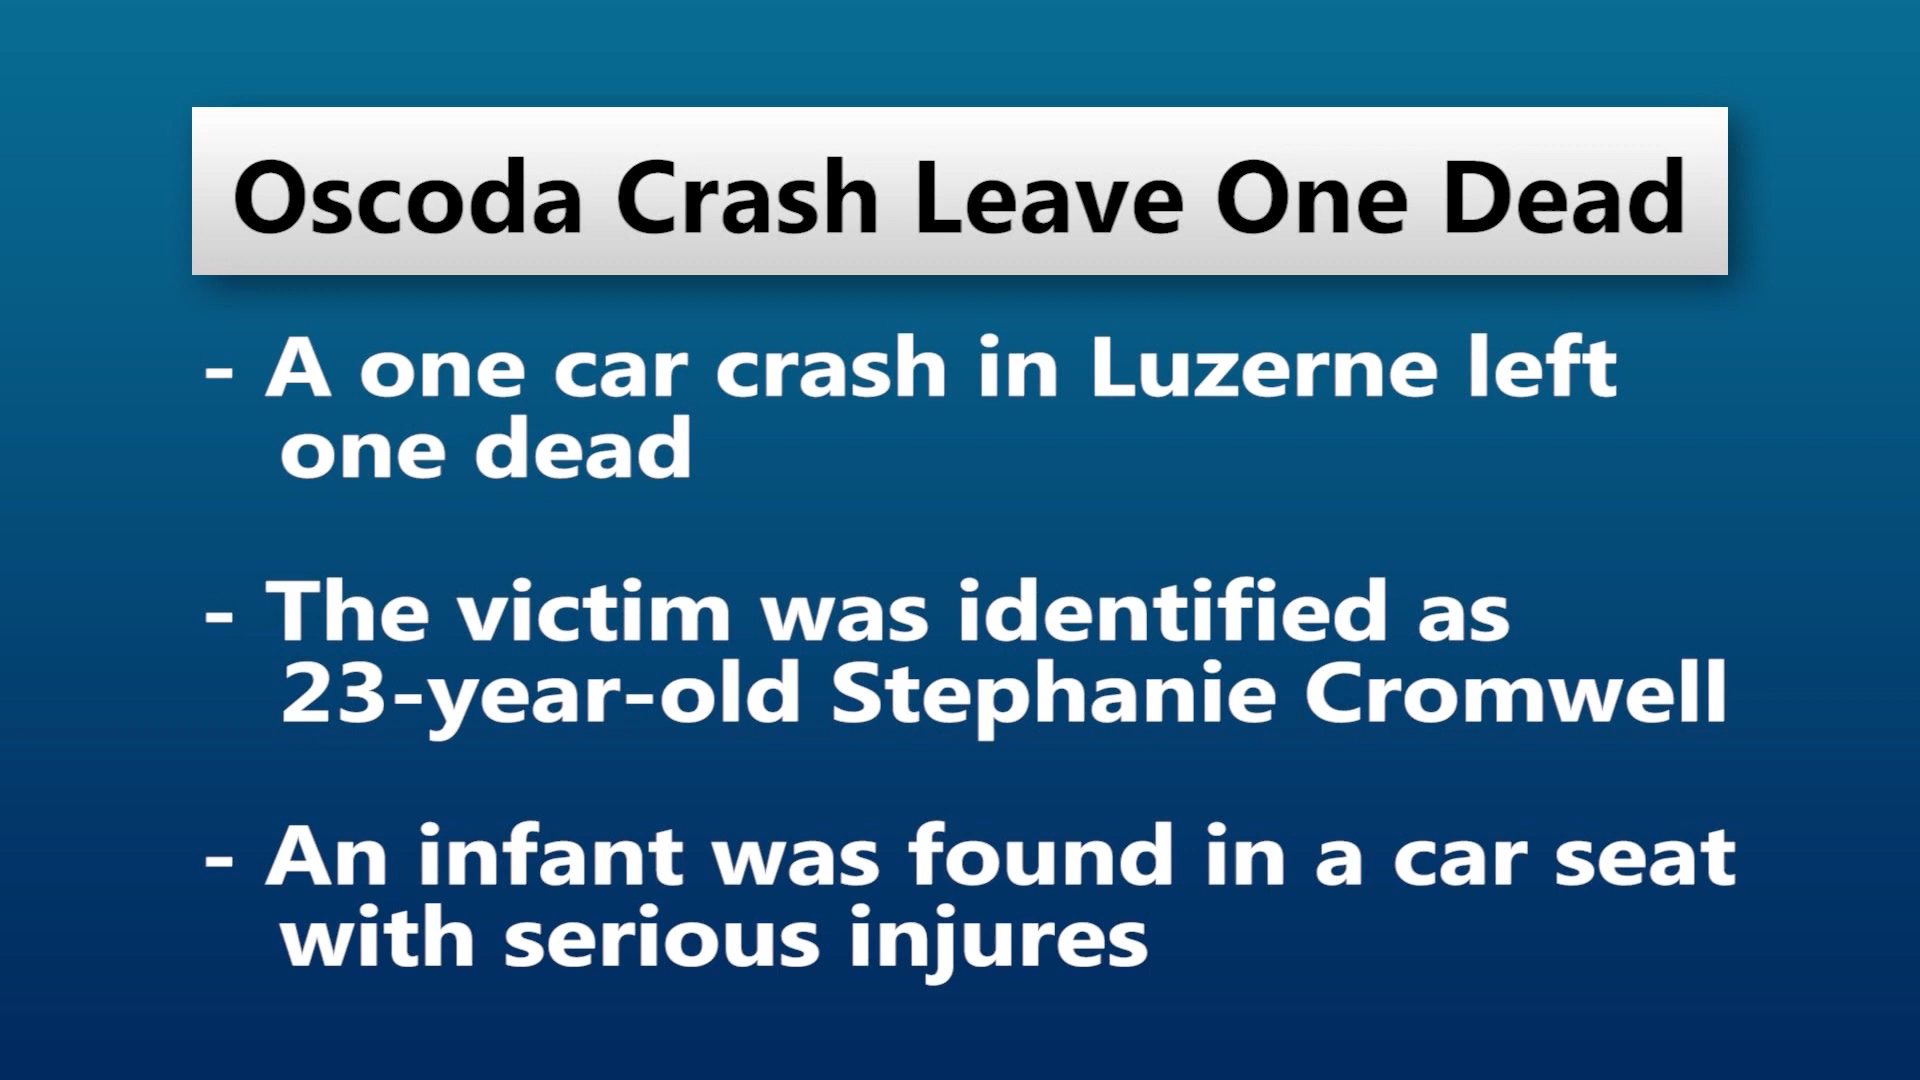 Oscoda Crash Leave One Dead
- A one car crash in Luzerne left
one dead
- The victim was identified as
23-year-old Stephanie Cromwell
- An infant was found in a car seat
with serious injures